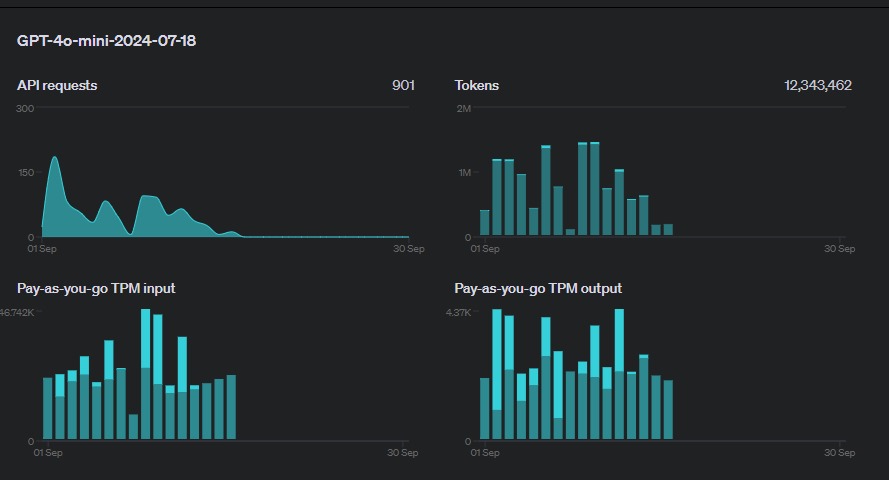 GPT-4o-mini-2024-07-18
API requests 901
300
150
0
01 Sep 30 Sep
Tokens 12,343,462
2M
1M
0
01 Sep 30 Sep
Pay-as-you-go TPM input
46.742K
0
01 Sep 30 Sep
Pay-as-you-go TPM output
4.37K
0
01 Sep 30 Sep